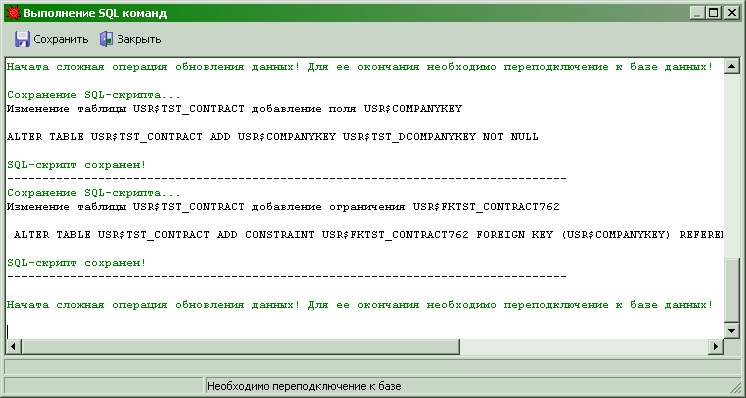 Выполнение SQL команд
Сохранить Закрыть
Начата сложная операция обновления данных! Для ее окончания необходимо переподключение к базе данных!
Сохранение SQL-скрипта...
Изменение таблицы USR$TST_CONTRACT добавление поля USR$COMPANYKEY
ALTER TABLE USR$TST_CONTRACT ADD USR$COMPANYKEY USR$TST_DCOMPANYKEY NOT NULL
SQL-скрипт сохранен!
--------------------------------------------------------------------------------
Сохранение SQL-скрипта...
Изменение таблицы USR$TST_CONTRACT добавление ограничения USR$FKTST_CONTRACT762
ALTER TABLE USR$TST_CONTRACT ADD CONSTRAINT USR$FKTST_CONTRACT762 FOREIGN KEY (USR$COMPANYKEY) REFERE
SQL-скрипт сохранен!
--------------------------------------------------------------------------------
Начата сложная операция обновления данных! Для ее окончания необходимо переподключение к базе данных!
Необходимо переподключение к базе